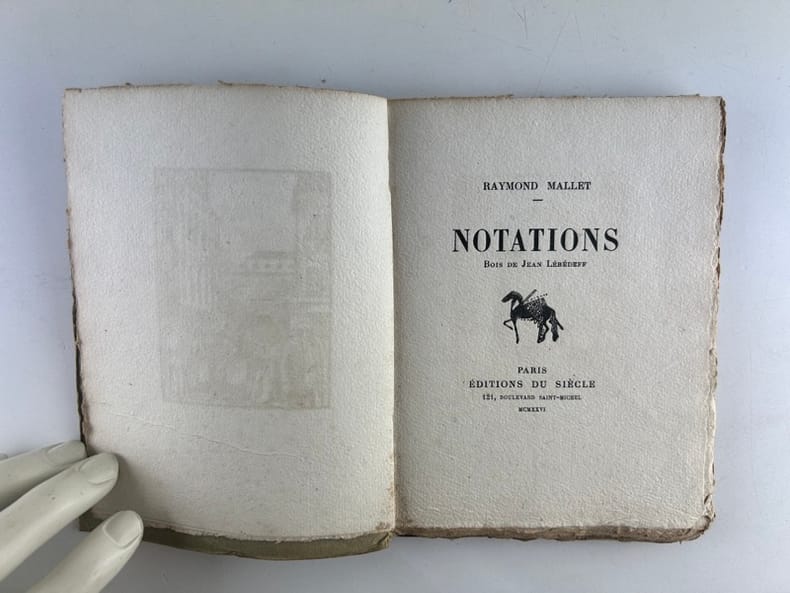 RAYMOND MALLET
NOTATIONS
BOIS DE JEAN LÉBÉDEFF
PARIS
ÉDITIONS DU SIÈCLE
121, BOULEVARD SAINT-MICHEL
MCMXXVI